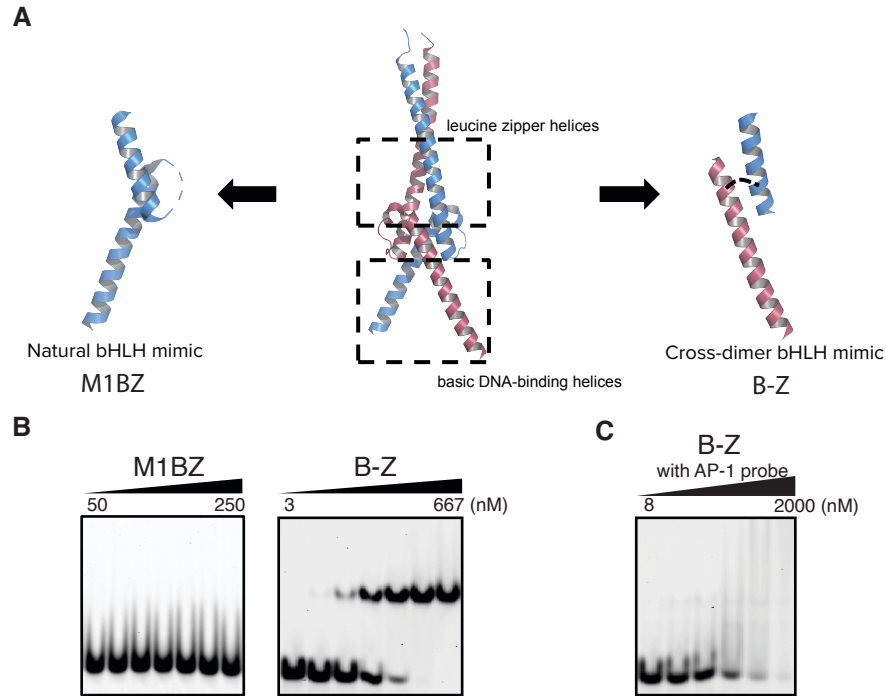 A
leucine zipper helices
Natural bHLH mimic
M1BZ
basic DNA-binding helices
Cross-dimer bHLH mimic
B-Z
B
M1BZ
50 250
B-Z
3 667 (nM)
C
B-Z
with AP-1 probe
8 2000 (nM)